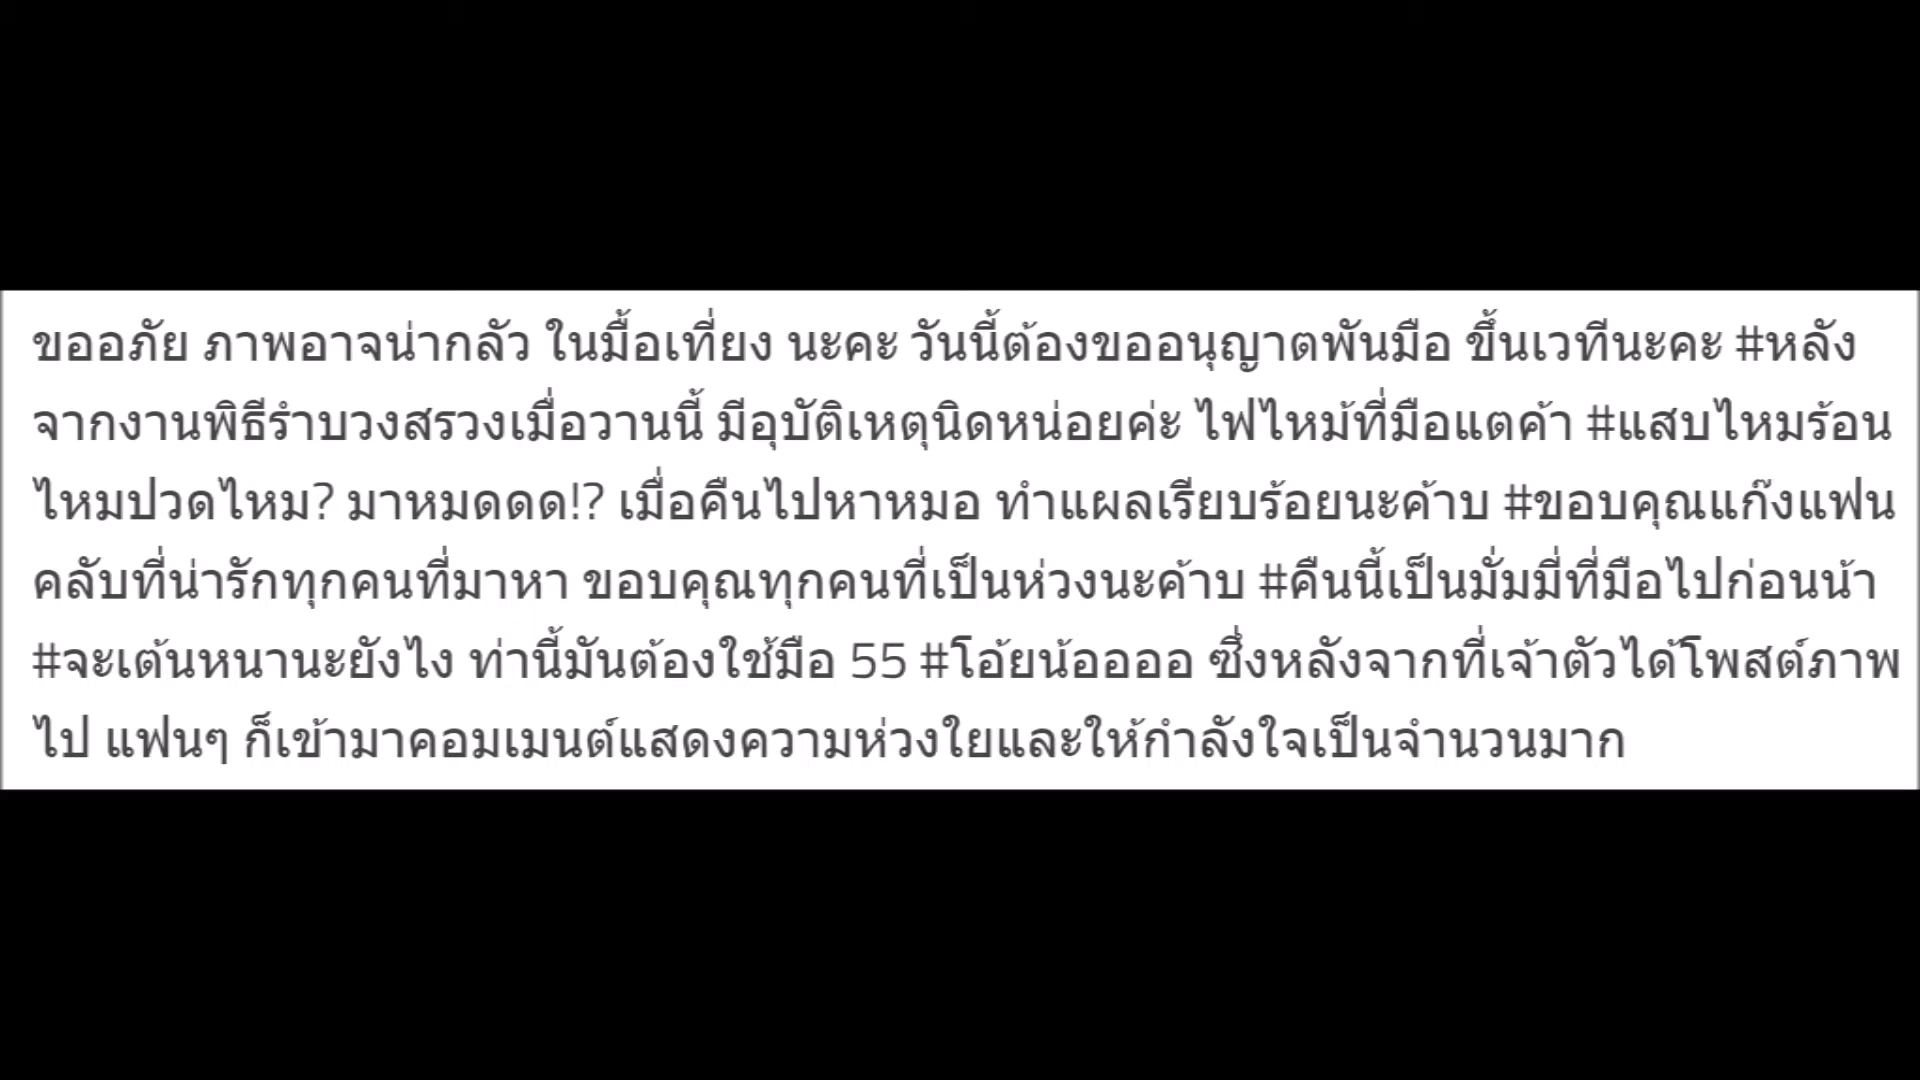 ขออภัย ภาพอาจน่ากลัว ในมื้อเที่ยง นะคะ วันนี้ต้องขออนุญาตพันมือ ขึ้นเวทีนะคะ #หลัง
จากงานพิธีรำบวงสรวงเมื่อวานนี้ มีอุบัติเหตุนิดหน่อยค่ะ ไฟไหม้ที่มือแตค้า #แสบไหมร้อน
ไหมปวดไหม? มาหมดดด!? เมื่อคืนไปหาหมอ ทำแผลเรียบร้อยนะค้าบ #ขอบคุณแก๊งแฟน
คลับที่น่ารักทุกคนที่มาหา ขอบคุณทุกคนที่เป็นห่วงนะค้าบ #คืนนี้เป็นมั่มมี่ที่มือไปก่อนน้า
#จะเต้นหนานะยังไง ท่านี้มันต้องใช้มือ 55 #โอ้ยน้ออออ ซึ่งหลังจากที่เจ้าตัวได้โพสต์ภาพ
ไป แฟนๆ ก็เข้ามาคอมเมนต์แสดงความห่วงใยและให้กำลังใจเป็นจำนวนมาก